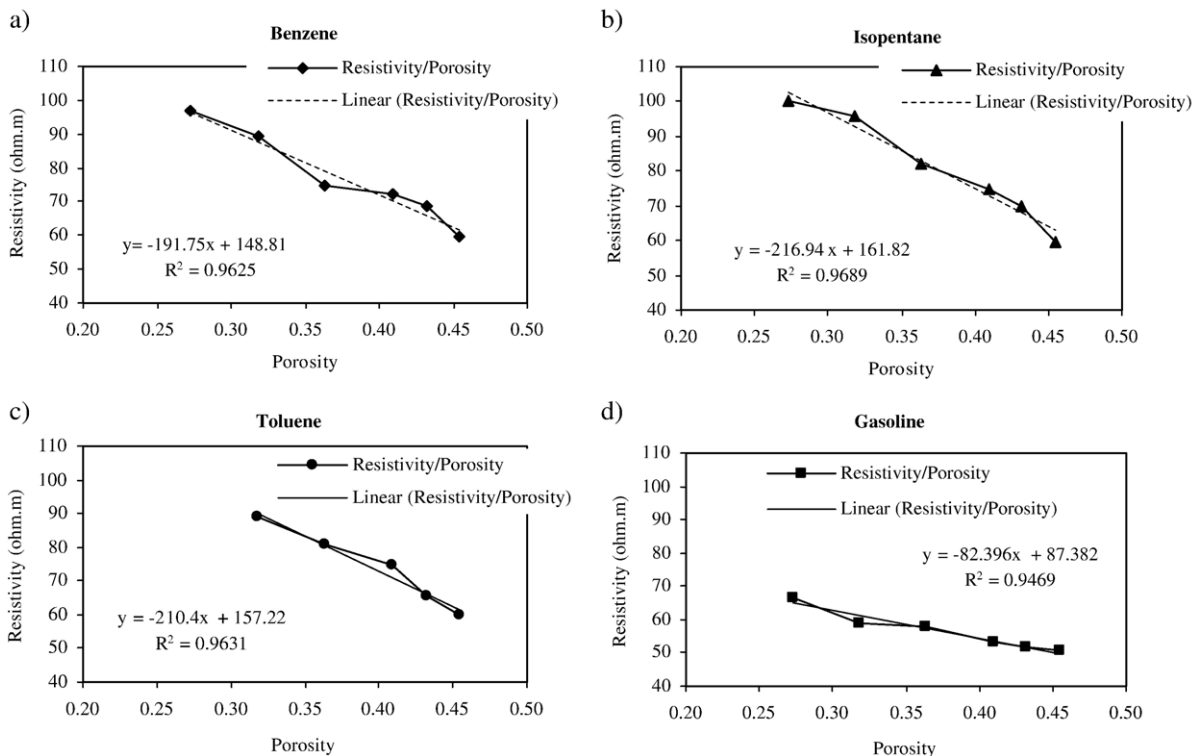 a)
Benzene
Resistivity/Porosity
Linear (Resistivity/Porosity)
110
100
90
80
70
60
50
40
Resistivity (ohm.m)
y= -191.75x + 148.81
R² = 0.9625
0.20 0.25 0.30 0.35 0.40 0.45 0.50
Porosity
b)
Isopentane
Resistivity/Porosity
Linear (Resistivity/Porosity)
110
100
90
80
70
60
50
40
Resistivity (ohm.m)
y = -216.94 x + 161.82
R² = 0.9689
0.20 0.25 0.30 0.35 0.40 0.45 0.50
Porosity
c)
Toluene
Resistivity/Porosity
Linear (Resistivity/Porosity)
110
100
90
80
70
60
50
40
Resistivity (ohm.m)
y = -210.4x + 157.22
R² = 0.9631
0.20 0.25 0.30 0.35 0.40 0.45 0.50
Porosity
d)
Gasoline
Resistivity/Porosity
Linear (Resistivity/Porosity)
110
100
90
80
70
60
50
40
Resistivity (ohm.m)
y = -82.396x + 87.382
R² = 0.9469
0.20 0.25 0.30 0.35 0.40 0.45 0.50
Porosity